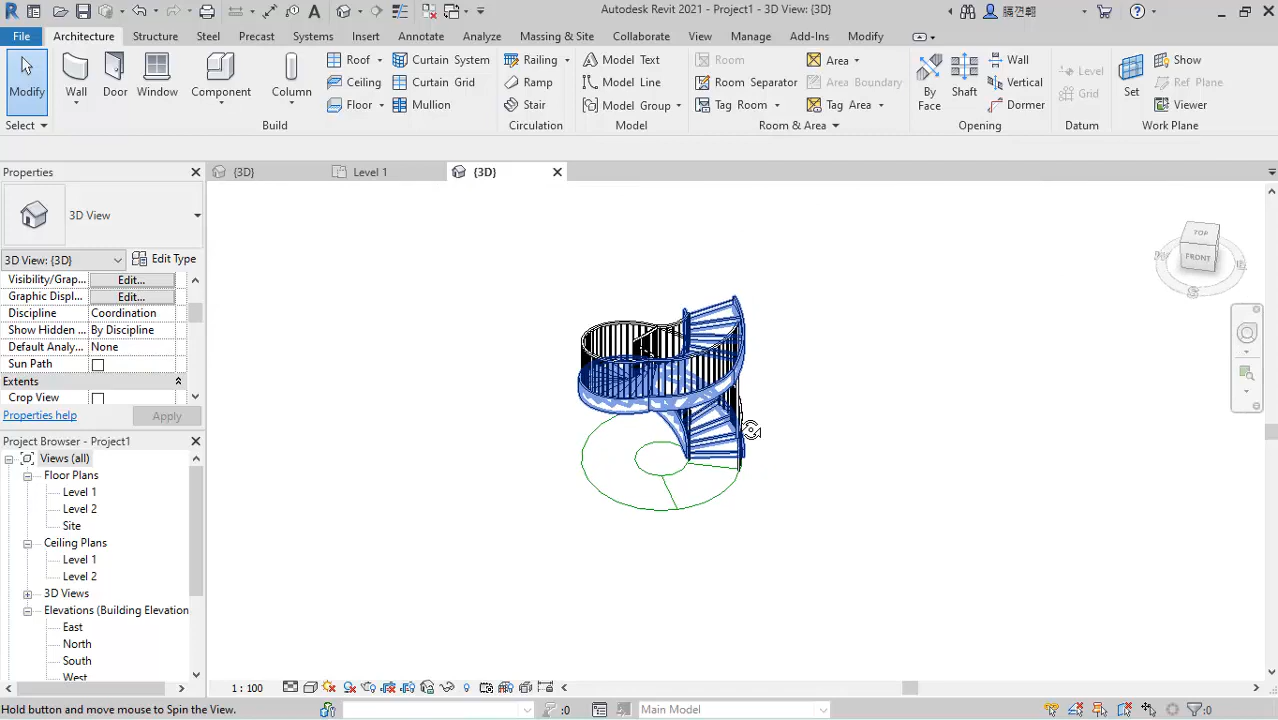 Autodesk Revit 2021 - Project1 - 3D View: {3D}
File Architecture Structure Steel Precast Systems Insert Annotate Analyze Massing & Site Collaborate View Manage Add-Ins Modify
Modify
Select
Wall Door Window Component Column
Roof Curtain System
Ceiling Curtain Grid
Floor Mullion
Build
Railing
Ramp
Stair
Circulation
Model Text
Model Line
Model Group
Model
Room Area
Room Separator Area Boundary
Tag Room Tag Area
Room & Area
By Face
Shaft
Wall
Vertical
Dormer
Opening
Level
Grid
Datum
Set
Show
Ref Plane
Viewer
Work Plane
Properties
{3D} Level 1 {3D}
3D View
3D View: {3D} Edit Type
Visibility/Grap... Edit...
Graphic Displ... Edit...
Discipline Coordination
Show Hidden By Discipline
Default Analy... None
Sun Path
Extents
Crop View
Properties help Apply
Project Browser - Project1
Views (all)
Floor Plans
Level 1
Level 2
Site
Ceiling Plans
Level 1
Level 2
3D Views
Elevations (Building Elevation
East
North
South
West
TOP
FRONT
1 : 100
Hold button and move mouse to Spin the View.
:0
Main Model
:0